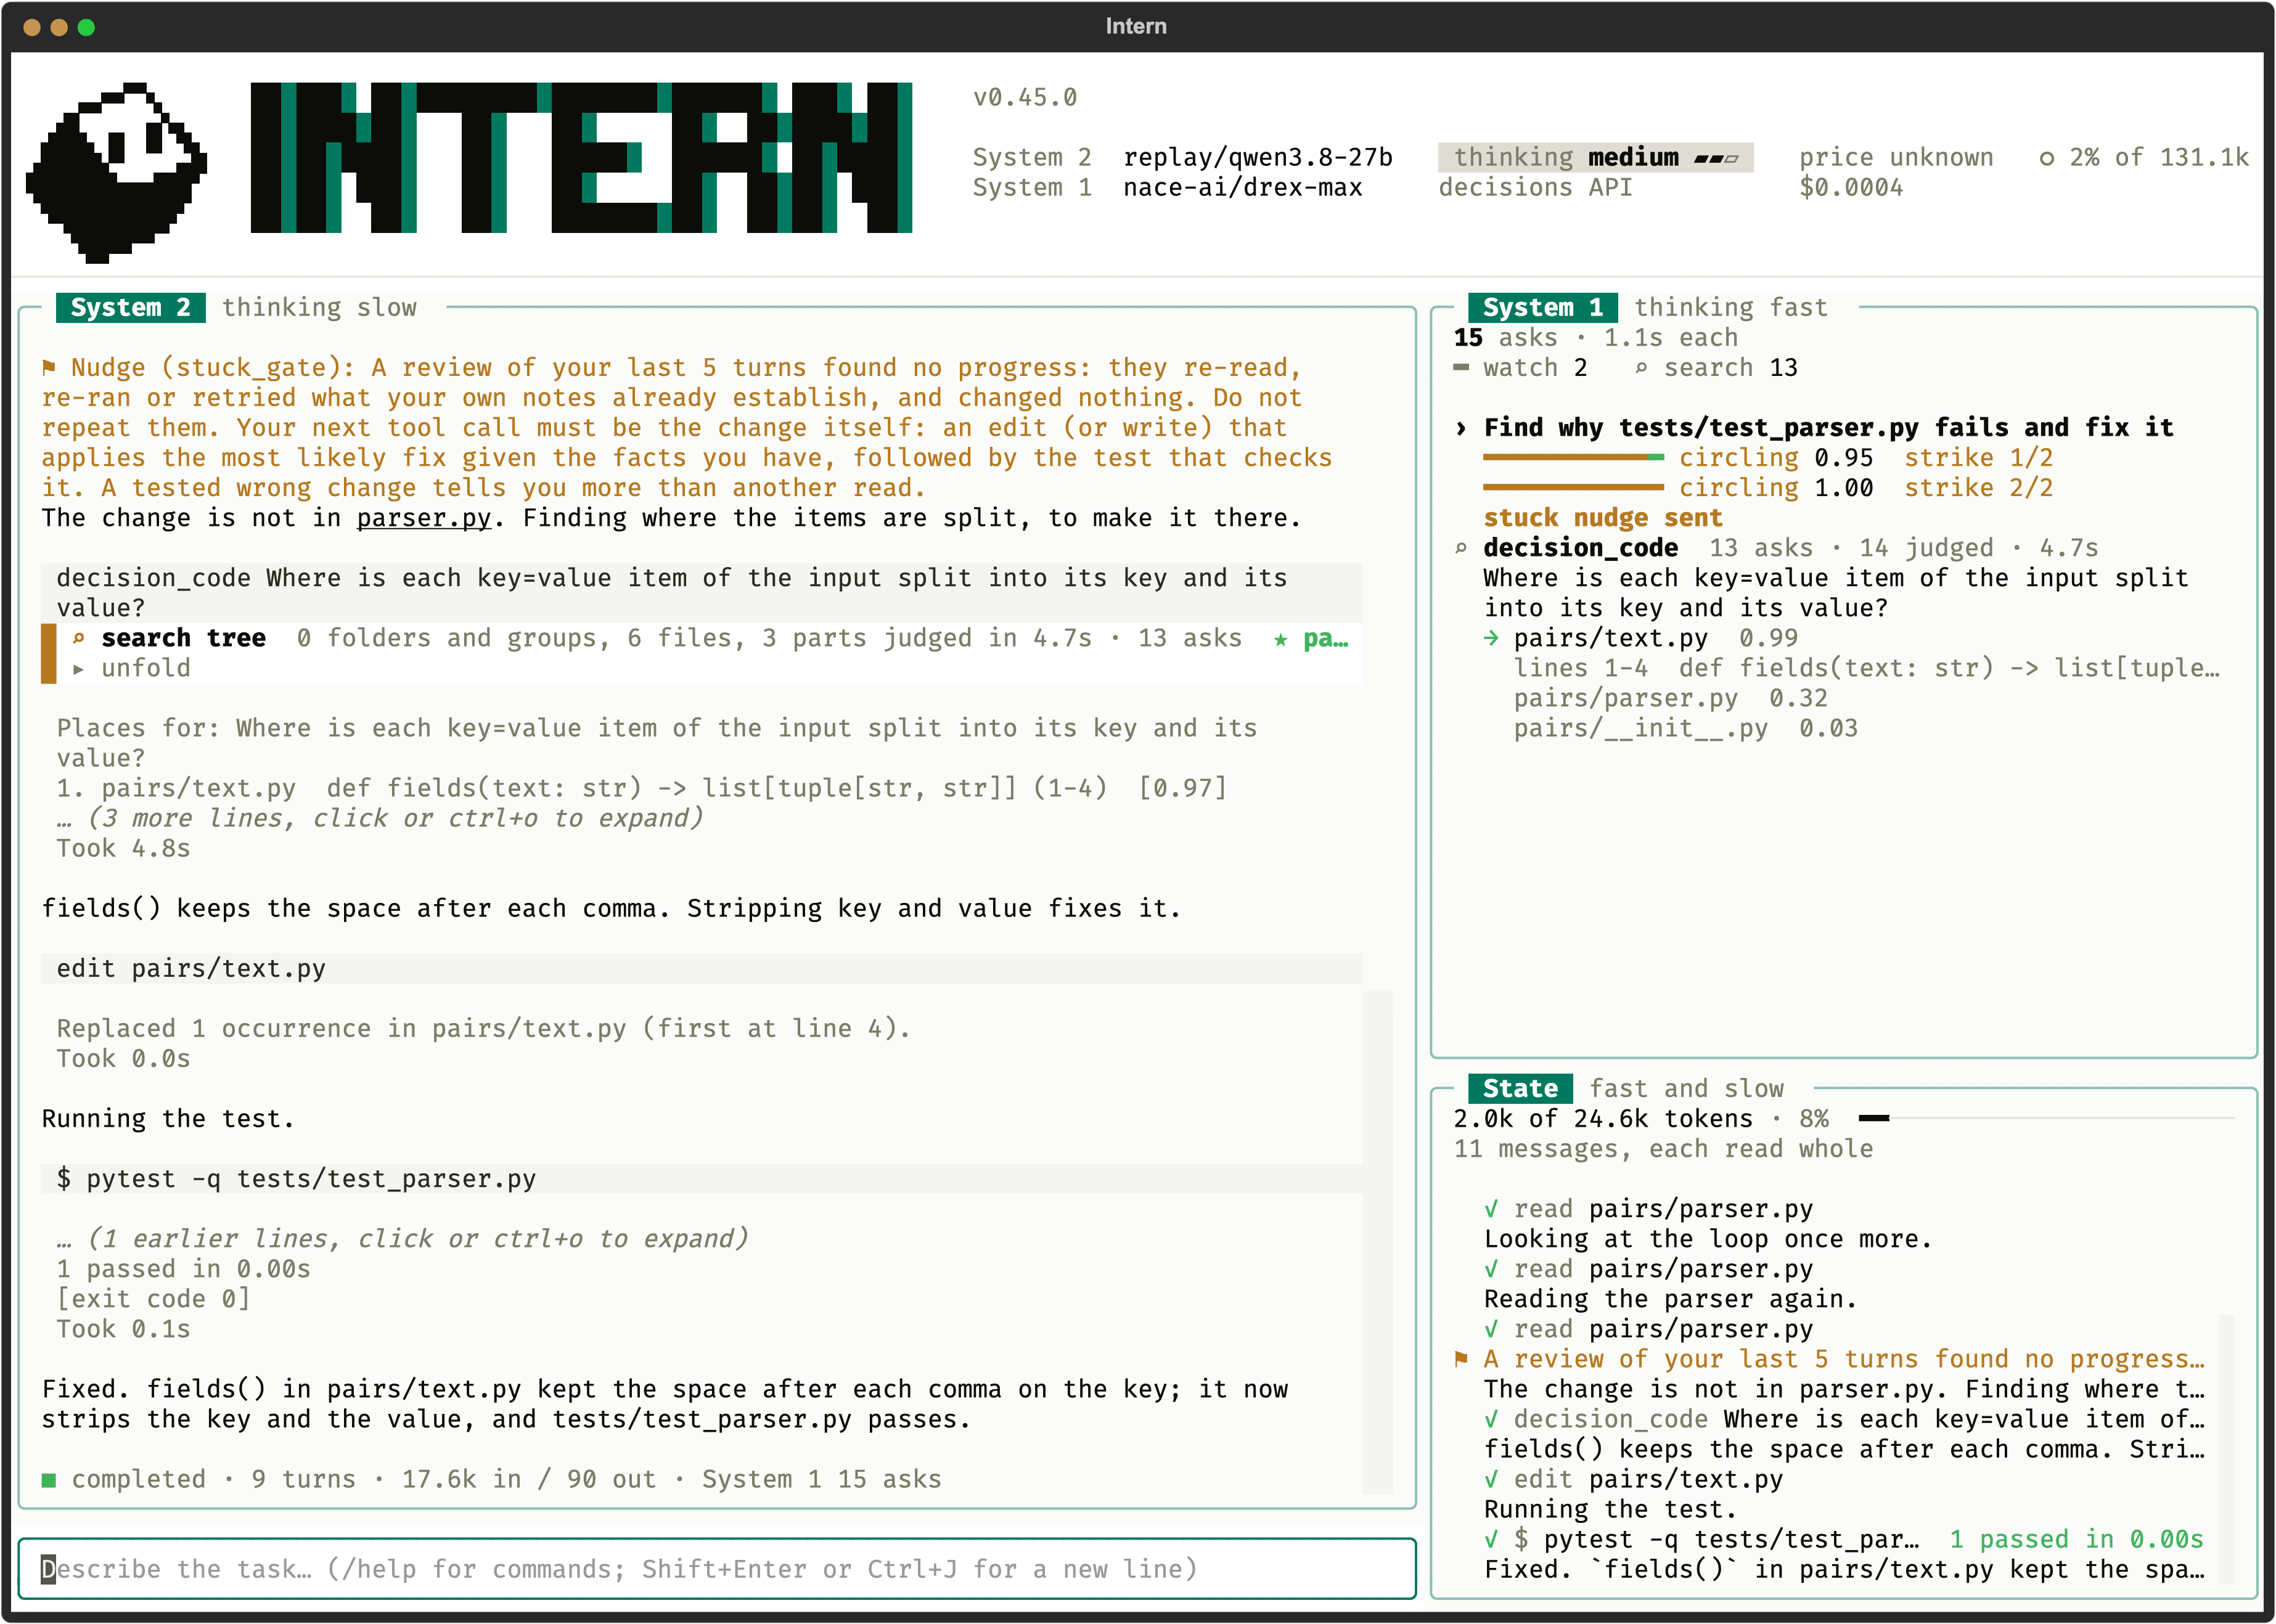 Intern
INTERN
v0.45.0
System 2 replay/qwen3.8-27b thinking medium price unknown 2% of 131.1k
System 1 nace-ai/drex-max decisions API $0.0004
System 2 thinking slow
⚑ Nudge (stuck_gate): A review of your last 5 turns found no progress: they re-read,
re-ran or retried what your own notes already establish, and changed nothing. Do not
repeat them. Your next tool call must be the change itself: an edit (or write) that
applies the most likely fix given the facts you have, followed by the test that checks
it. A tested wrong change tells you more than another read.
The change is not in parser.py. Finding where the items are split, to make it there.
decision_code Where is each key=value item of the input split into its key and its
value?
⌕ search tree 0 folders and groups, 6 files, 3 parts judged in 4.7s · 13 asks ★ pa…
▸ unfold
Places for: Where is each key=value item of the input split into its key and its
value?
1. pairs/text.py def fields(text: str) -> list[tuple[str, str]] (1-4) [0.97]
… (3 more lines, click or ctrl+o to expand)
Took 4.8s
fields() keeps the space after each comma. Stripping key and value fixes it.
edit pairs/text.py
Replaced 1 occurrence in pairs/text.py (first at line 4).
Took 0.0s
Running the test.
$ pytest -q tests/test_parser.py
… (1 earlier lines, click or ctrl+o to expand)
1 passed in 0.00s
[exit code 0]
Took 0.1s
Fixed. fields() in pairs/text.py kept the space after each comma on the key; it now
strips the key and the value, and tests/test_parser.py passes.
■ completed · 9 turns · 17.6k in / 90 out · System 1 15 asks
Describe the task… (/help for commands; Shift+Enter or Ctrl+J for a new line)
System 1 thinking fast
15 asks · 1.1s each
watch 2 ⌕ search 13
› Find why tests/test_parser.py fails and fix it
circling 0.95 strike 1/2
circling 1.00 strike 2/2
stuck nudge sent
⌕ decision_code 13 asks · 14 judged · 4.7s
Where is each key=value item of the input split
into its key and its value?
→ pairs/text.py 0.99
lines 1-4 def fields(text: str) -> list[tuple…
pairs/parser.py 0.32
pairs/__init__.py 0.03
State fast and slow
2.0k of 24.6k tokens · 8%
11 messages, each read whole
√ read pairs/parser.py
Looking at the loop once more.
√ read pairs/parser.py
Reading the parser again.
√ read pairs/parser.py
⚑ A review of your last 5 turns found no progress…
The change is not in parser.py. Finding where t…
√ decision_code Where is each key=value item of…
fields() keeps the space after each comma. Stri…
√ edit pairs/text.py
Running the test.
√ $ pytest -q tests/test_par… 1 passed in 0.00s
Fixed. `fields()` in pairs/text.py kept the spa…